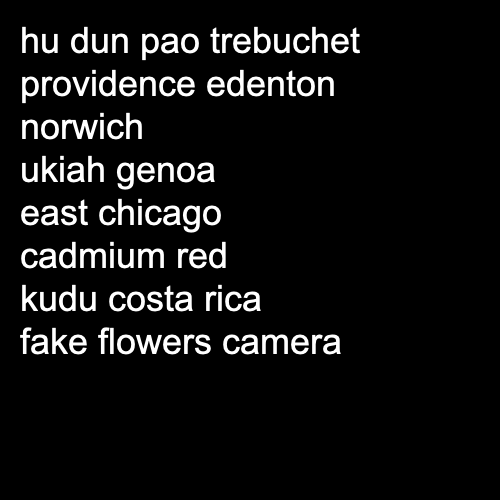 hu dun pao trebuchet
providence edenton
norwich
ukiah genoa
east chicago
cadmium red
kudu costa rica
fake flowers camera